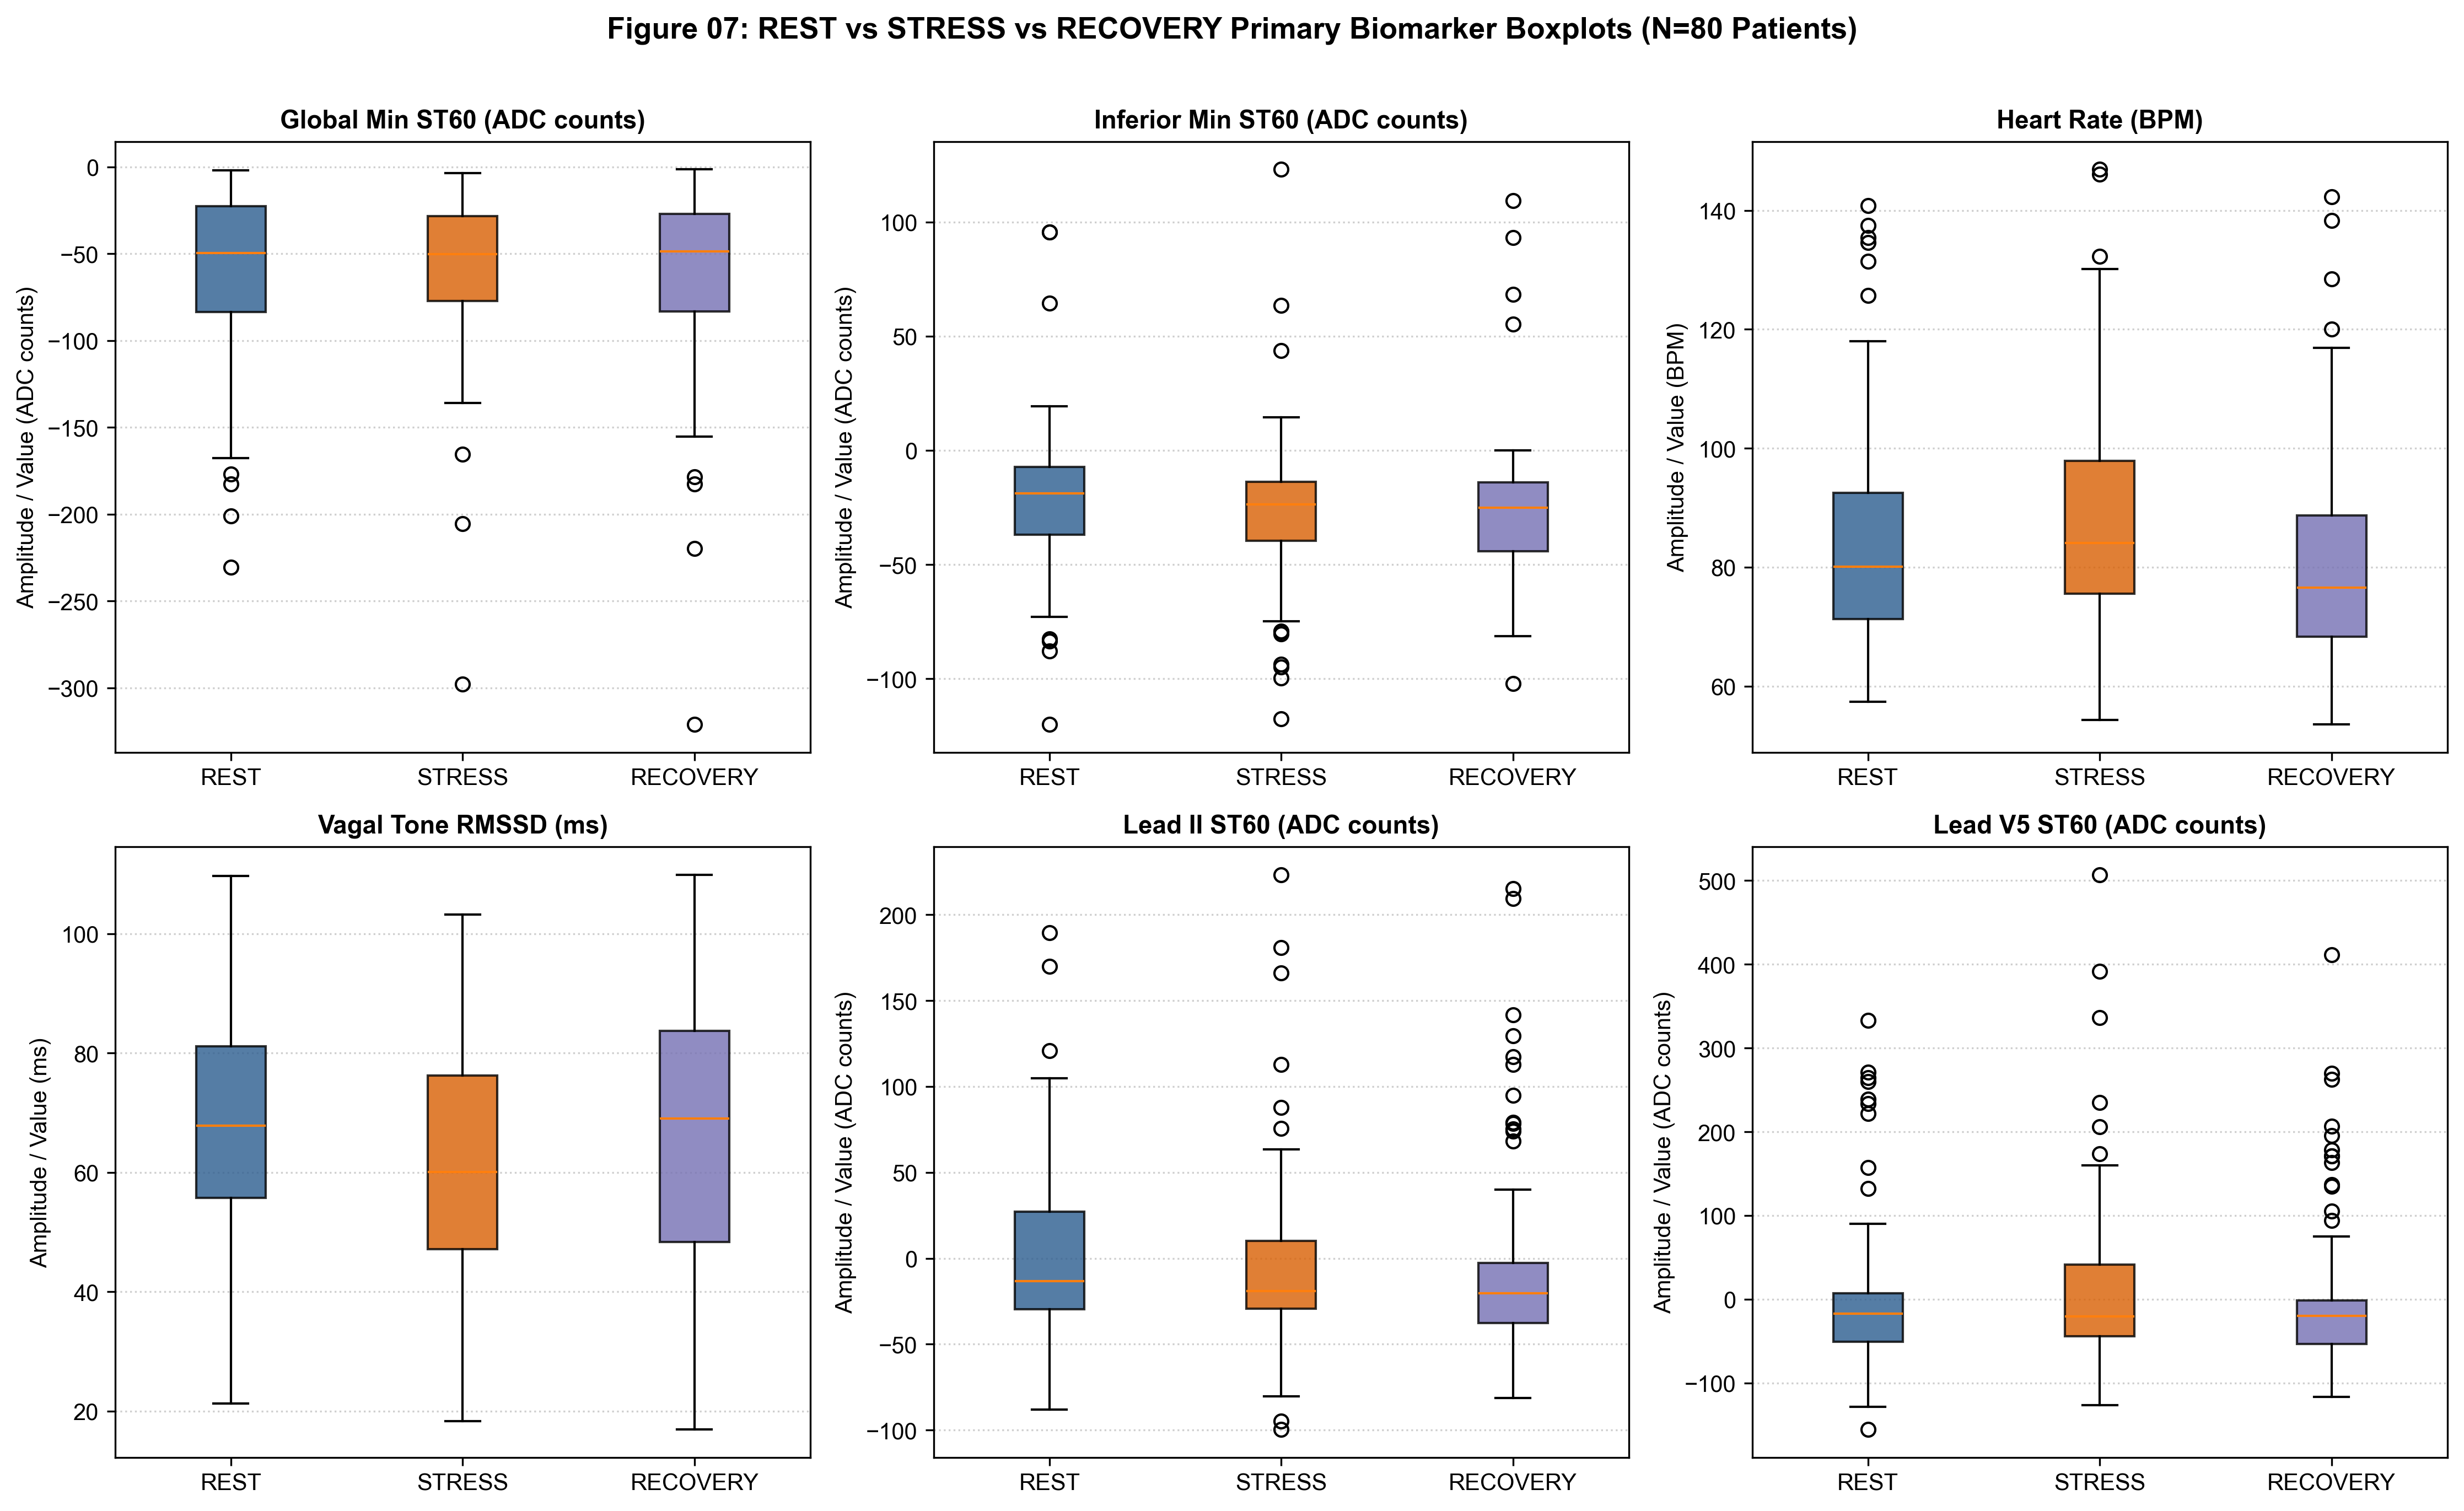 Figure 07: REST vs STRESS vs RECOVERY Primary Biomarker Boxplots (N=80 Patients)
Global Min ST60 (ADC counts)
Amplitude / Value (ADC counts)
0
−50
−100
−150
−200
−250
−300
REST STRESS RECOVERY
Inferior Min ST60 (ADC counts)
Amplitude / Value (ADC counts)
100
50
0
−50
−100
REST STRESS RECOVERY
Heart Rate (BPM)
Amplitude / Value (BPM)
140
120
100
80
60
REST STRESS RECOVERY
Vagal Tone RMSSD (ms)
Amplitude / Value (ms)
100
80
60
40
20
REST STRESS RECOVERY
Lead II ST60 (ADC counts)
Amplitude / Value (ADC counts)
200
150
100
50
0
−50
−100
REST STRESS RECOVERY
Lead V5 ST60 (ADC counts)
Amplitude / Value (ADC counts)
500
400
300
200
100
0
−100
REST STRESS RECOVERY